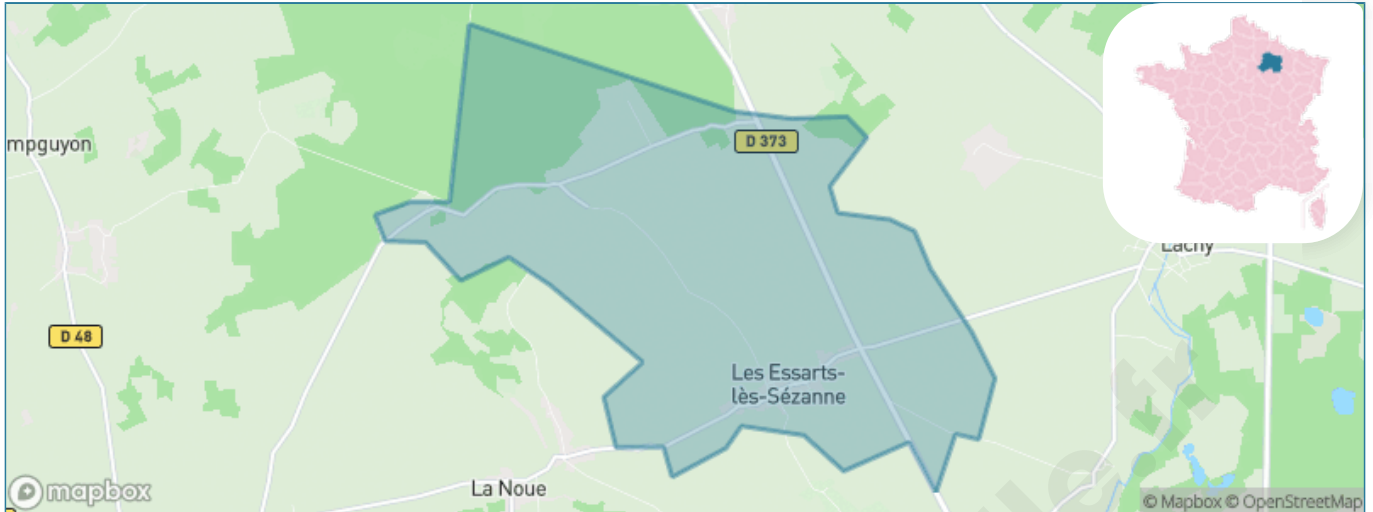 mpguyon
D 373
Lachy
D 48
Les Essarts-
lès-Sézanne
La Noue
mapbox
© Mapbox © OpenStreetMap